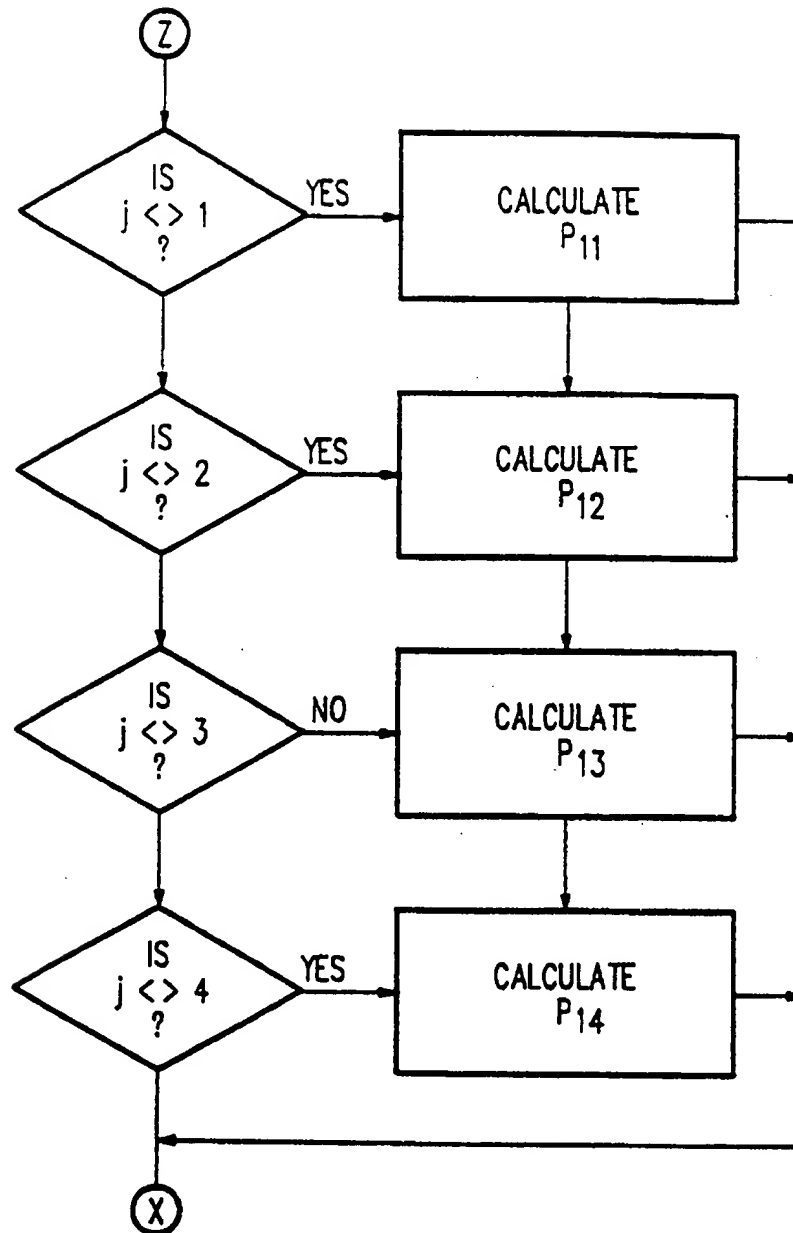 Z
IS
j <> 1
?
YES
CALCULATE
P11
IS
j <> 2
?
YES
CALCULATE
P12
IS
j <> 3
?
NO
CALCULATE
P13
IS
j <> 4
?
YES
CALCULATE
P14
X